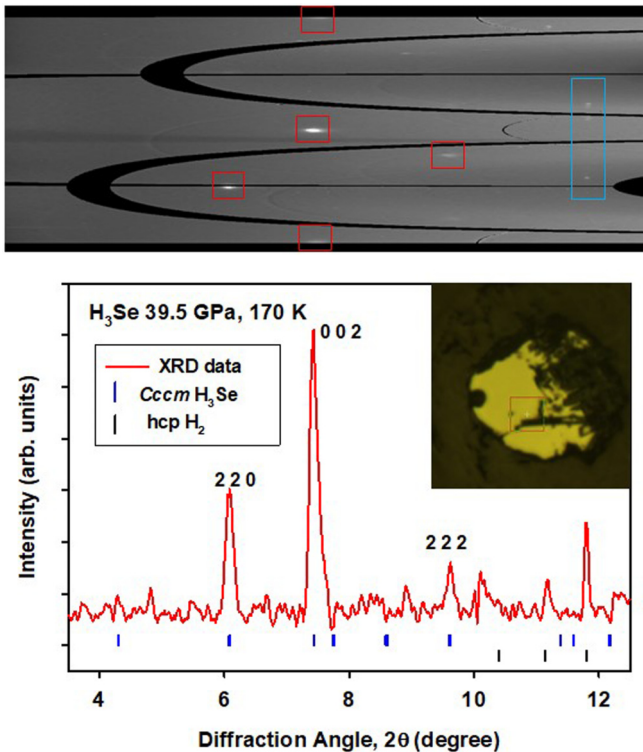 H₃Se 39.5 GPa, 170 K
0 0 2
XRD data
Cccm H₃Se
hcp H₂
2 2 0
2 2 2
Intensity (arb. units)
4 6 8 10 12
Diffraction Angle, 2θ (degree)